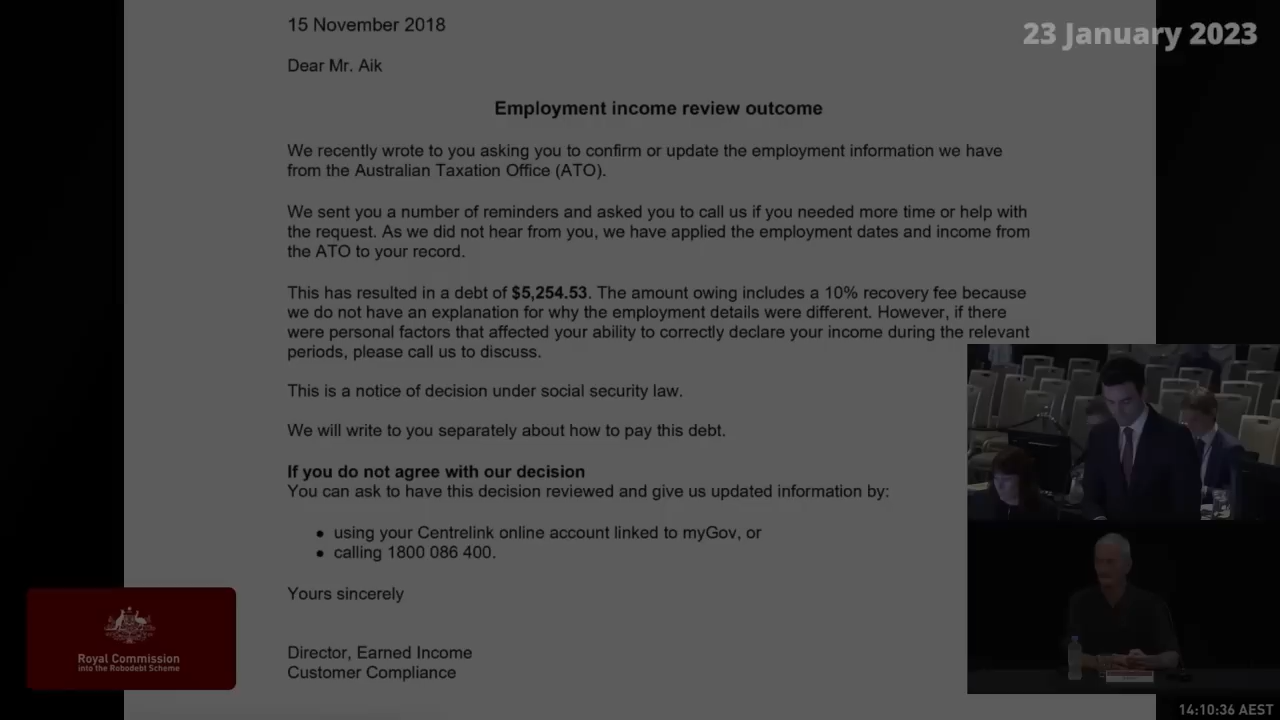 15 November 2018
23 January 2023
Dear Mr. Aik
Employment income review outcome
We recently wrote to you asking you to confirm or update the employment information we have
from the Australian Taxation Office (ATO).
We sent you a number of reminders and asked you to call us if you needed more time or help with
the request. As we did not hear from you, we have applied the employment dates and income from
the ATO to your record.
This has resulted in a debt of $5,254.53. The amount owing includes a 10% recovery fee because
we do not have an explanation for why the employment details were different. However, if there
were personal factors that affected your ability to correctly declare your income during the relevant
periods, please call us to discuss.
This is a notice of decision under social security law.
We will write to you separately about how to pay this debt.
If you do not agree with our decision
You can ask to have this decision reviewed and give us updated information by:
• using your Centrelink online account linked to myGov, or
• calling 1800 086 400.
Yours sincerely
Director, Earned Income
Customer Compliance
Royal Commission
into the Robodebt Scheme
14:10:36 AEST